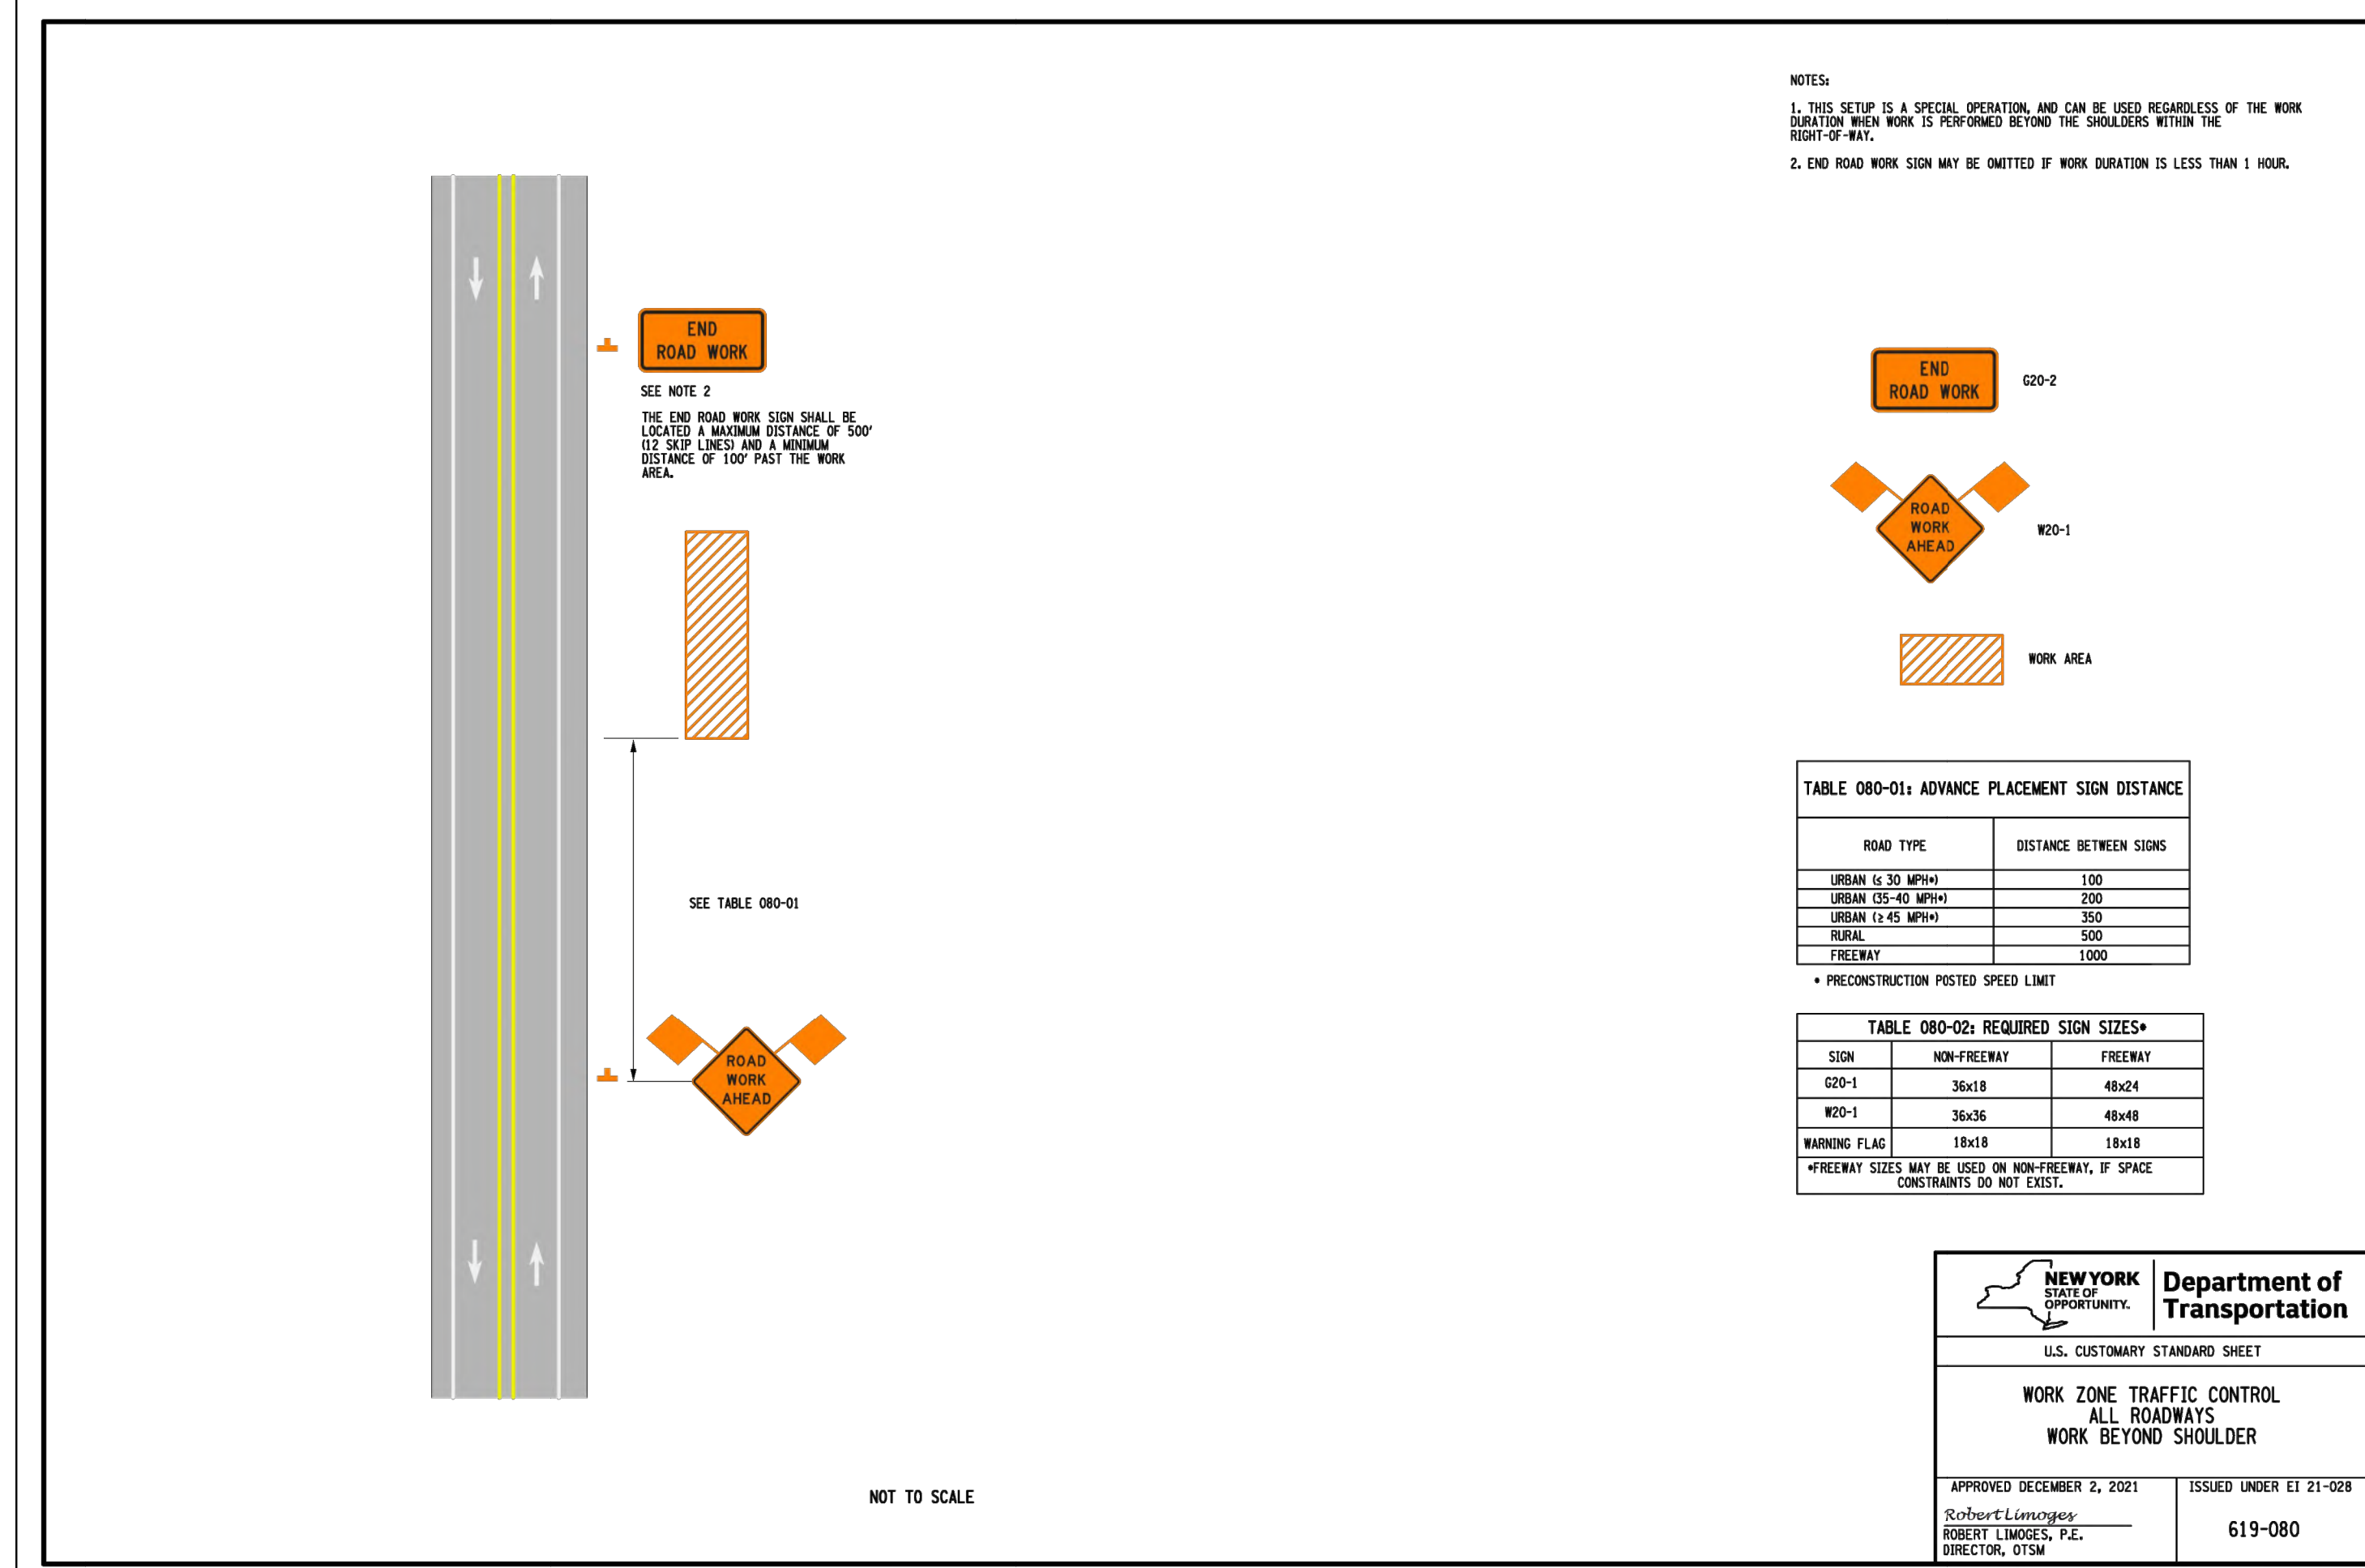 NOTES:
1. THIS SETUP IS A SPECIAL OPERATION, AND CAN BE USED REGARDLESS OF THE WORK
DURATION WHEN WORK IS PERFORMED BEYOND THE SHOULDERS WITHIN THE
RIGHT-OF-WAY.
2. END ROAD WORK SIGN MAY BE OMITTED IF WORK DURATION IS LESS THAN 1 HOUR.
END
ROAD WORK
SEE NOTE 2
THE END ROAD WORK SIGN SHALL BE
LOCATED A MAXIMUM DISTANCE OF 500'
(12 SKIP LINES) AND A MINIMUM
DISTANCE OF 100' PAST THE WORK
AREA.
SEE TABLE 080-01
ROAD
WORK
AHEAD
NOT TO SCALE
END
ROAD WORK
G20-2
ROAD
WORK
AHEAD
W20-1
WORK AREA
TABLE 080-01: ADVANCE PLACEMENT SIGN DISTANCE
ROAD TYPE DISTANCE BETWEEN SIGNS
URBAN (≤ 30 MPH*) 100
URBAN (35-40 MPH*) 200
URBAN (≥ 45 MPH*) 350
RURAL 500
FREEWAY 1000
* PRECONSTRUCTION POSTED SPEED LIMIT
TABLE 080-02: REQUIRED SIGN SIZES*
SIGN NON-FREEWAY FREEWAY
G20-1 36x18 48x24
W20-1 36x36 48x48
WARNING FLAG 18x18 18x18
*FREEWAY SIZES MAY BE USED ON NON-FREEWAY, IF SPACE
CONSTRAINTS DO NOT EXIST.
NEW YORK
STATE OF
OPPORTUNITY.
Department of
Transportation
U.S. CUSTOMARY STANDARD SHEET
WORK ZONE TRAFFIC CONTROL
ALL ROADWAYS
WORK BEYOND SHOULDER
APPROVED DECEMBER 2, 2021
Robert Limoges
ROBERT LIMOGES, P.E.
DIRECTOR, OTSM
ISSUED UNDER EI 21-028
619-080